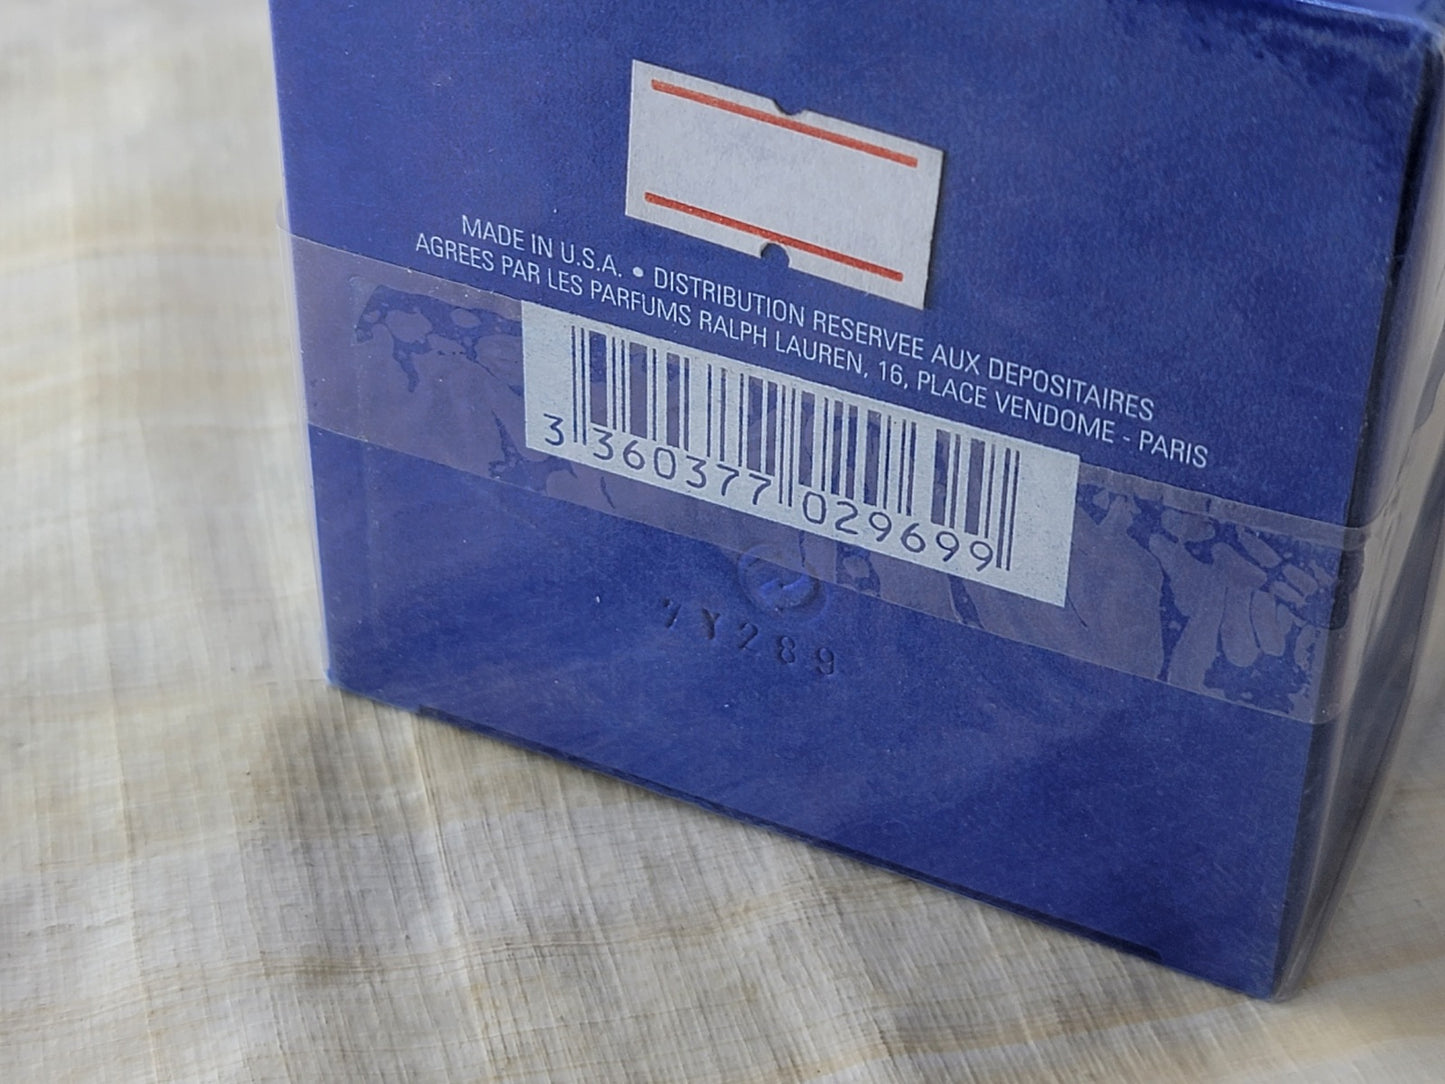 MADE IN U.S.A. • DISTRIBUTION RESERVEE AUX DEPOSITAIRES
AGREES PAR LES PARFUMS RALPH LAUREN, 16, PLACE VENDOME - PARIS
3 360377 029699
7Y289